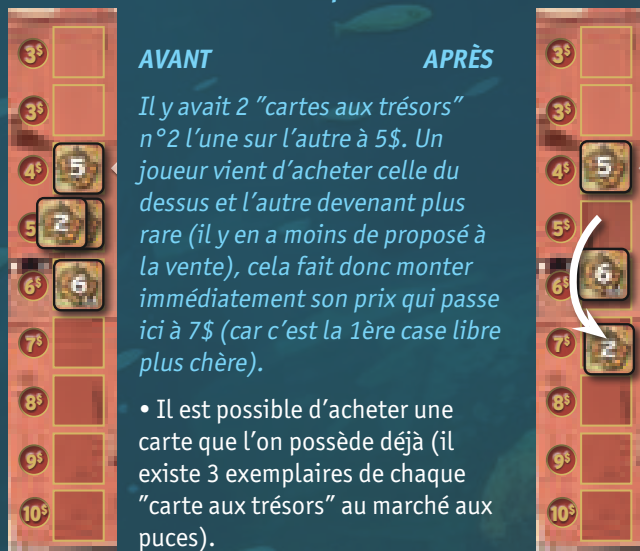 AVANT APRÈS
Il y avait 2 "cartes aux trésors"
n°2 l'une sur l'autre à 5$. Un
joueur vient d'acheter celle du
dessus et l'autre devenant plus
rare (il y en a moins de proposé à
la vente), cela fait donc monter
immédiatement son prix qui passe
ici à 7$ (car c'est la 1ère case libre
plus chère).
• Il est possible d'acheter une
carte que l'on possède déjà (il
existe 3 exemplaires de chaque
"carte aux trésors" au marché aux
puces).
3$
3$
4$ 5
5 2
6$ 6
7$
8$
9$
10$
3$
3$
4$ 5
5$
6$ 6
7$ 2
8$
9$
10$